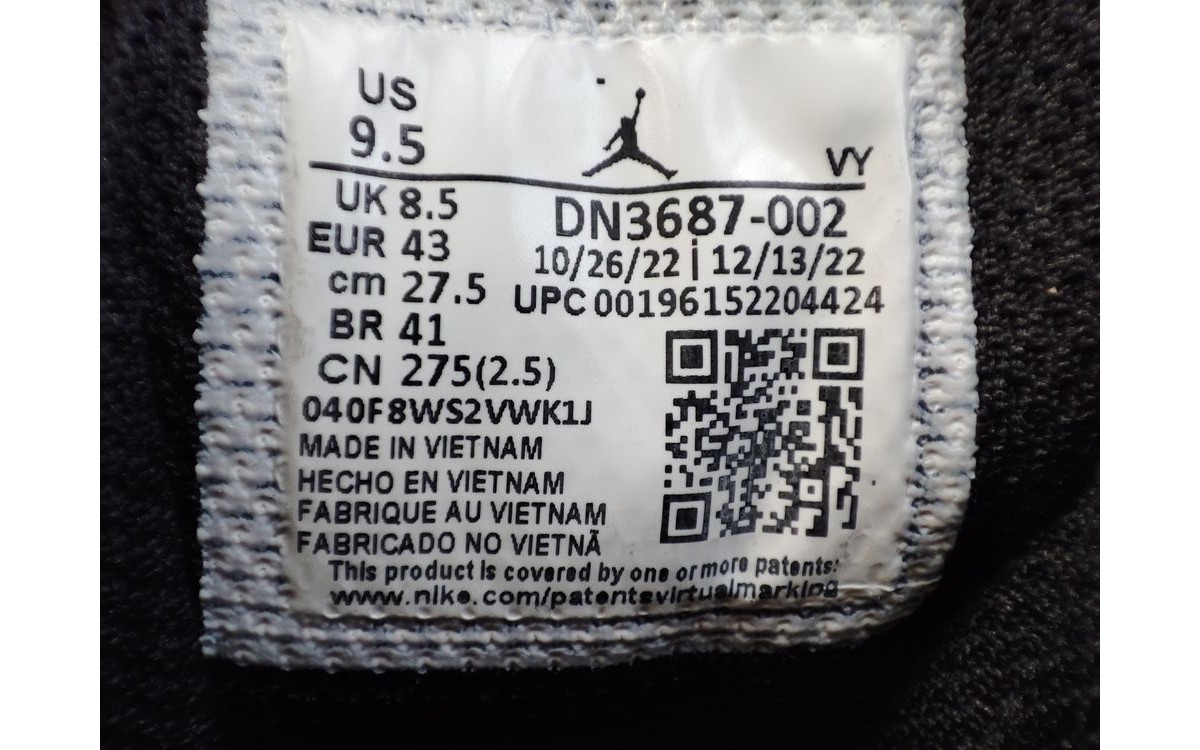 US
9.5
VY
UK 8.5
EUR 43
cm 27.5
BR 41
CN 275(2.5)
DN3687-002
10/26/22 | 12/13/22
UPC 00196152204424
040F8WS2VWK1J
MADE IN VIETNAM
HECHO EN VIETNAM
FABRIQUE AU VIETNAM
FABRICADO NO VIETNÃ
This product is covered by one or more patents:
www.nike.com/patentsvirtualmarking